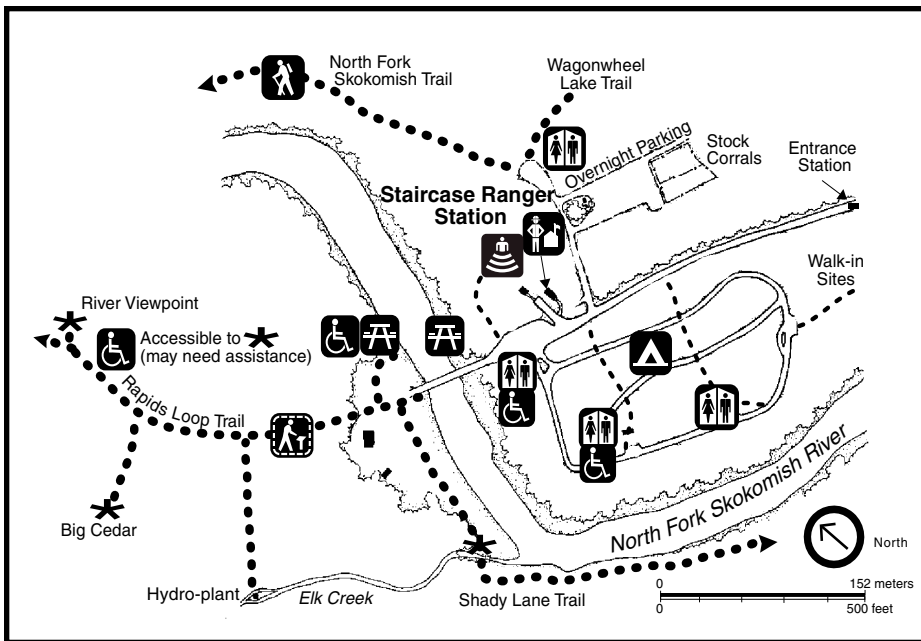 North Fork
Skokomish Trail
Wagonwheel
Lake Trail
Overnight Parking
Stock
Corrals
Entrance
Station
Staircase Ranger
Station
Walk-in
Sites
River Viewpoint
Accessible to
(may need assistance)
Rapids Loop Trail
Big Cedar
North Fork Skokomish River
North
Hydro-plant
Elk Creek
Shady Lane Trail
0 152 meters
0 500 feet